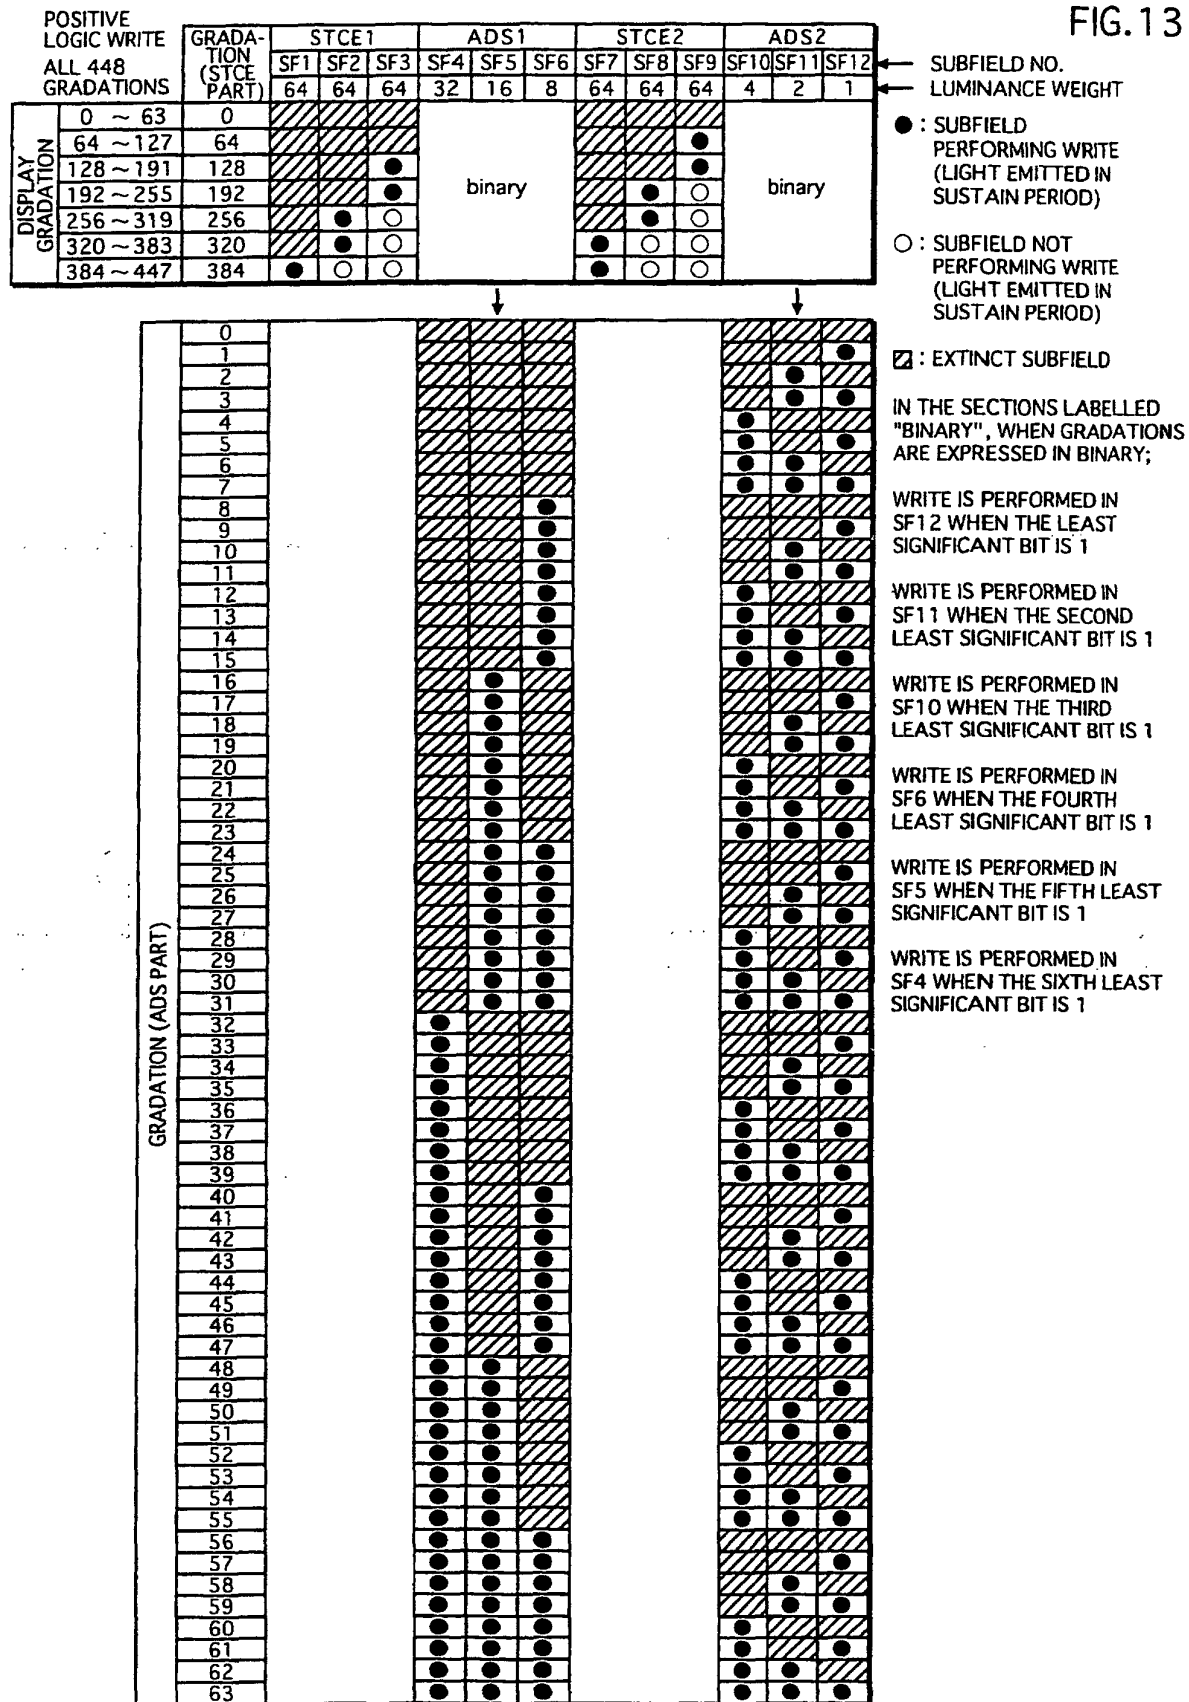 FIG.13
POSITIVE
LOGIC WRITE
ALL 448
GRADATIONS
GRADA-
TION
(STCE
PART)
STCE1 ADS1 STCE2 ADS2
SF1 SF2 SF3 SF4 SF5 SF6 SF7 SF8 SF9 SF10 SF11 SF12
64 64 64 32 16 8 64 64 64 4 2 1
SUBFIELD NO.
LUMINANCE WEIGHT
DISPLAY
GRADATION
0 ~ 63 0
64 ~ 127 64
128 ~ 191 128
192 ~ 255 192
256 ~ 319 256
320 ~ 383 320
384 ~ 447 384
binary
binary
● : SUBFIELD
PERFORMING WRITE
(LIGHT EMITTED IN
SUSTAIN PERIOD)
○ : SUBFIELD NOT
PERFORMING WRITE
(LIGHT EMITTED IN
SUSTAIN PERIOD)
: EXTINCT SUBFIELD
IN THE SECTIONS LABELLED
"BINARY", WHEN GRADATIONS
ARE EXPRESSED IN BINARY;
WRITE IS PERFORMED IN
SF12 WHEN THE LEAST
SIGNIFICANT BIT IS 1
WRITE IS PERFORMED IN
SF11 WHEN THE SECOND
LEAST SIGNIFICANT BIT IS 1
WRITE IS PERFORMED IN
SF10 WHEN THE THIRD
LEAST SIGNIFICANT BIT IS 1
WRITE IS PERFORMED IN
SF6 WHEN THE FOURTH
LEAST SIGNIFICANT BIT IS 1
WRITE IS PERFORMED IN
SF5 WHEN THE FIFTH LEAST
SIGNIFICANT BIT IS 1
WRITE IS PERFORMED IN
SF4 WHEN THE SIXTH LEAST
SIGNIFICANT BIT IS 1
GRADATION (ADS PART)
0
1
2
3
4
5
6
7
8
9
10
11
12
13
14
15
16
17
18
19
20
21
22
23
24
25
26
27
28
29
30
31
32
33
34
35
36
37
38
39
40
41
42
43
44
45
46
47
48
49
50
51
52
53
54
55
56
57
58
59
60
61
62
63